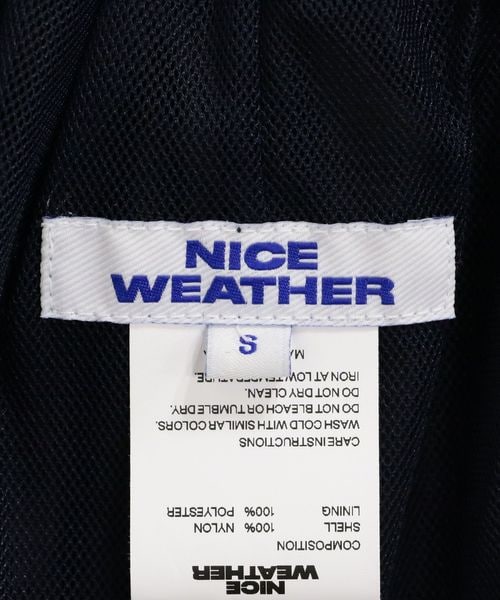 NICE
WEATHER
S
NICE
WEATHER
COMPOSITION
SHELL 100% NYLON
LINING 100% POLYESTER
CARE INSTRUCTIONS
WASH COLD WITH SIMILAR COLORS.
DO NOT BLEACH OR TUMBLE DRY.
DO NOT DRY CLEAN.
IRON AT LOW TEMPERATURE.